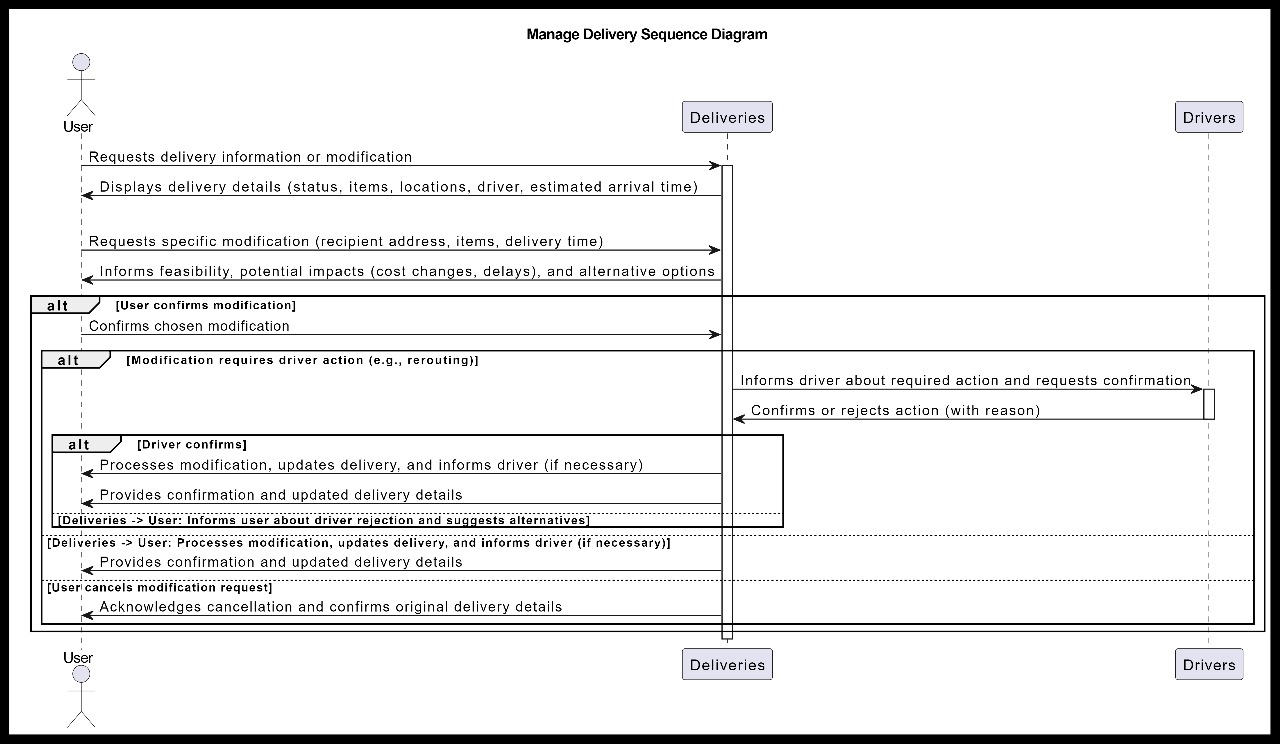 Manage Delivery Sequence Diagram
User
Deliveries
Drivers
Requests delivery information or modification
Displays delivery details (status, items, locations, driver, estimated arrival time)
Requests specific modification (recipient address, items, delivery time)
Informs feasibility, potential impacts (cost changes, delays), and alternative options
alt [User confirms modification]
Confirms chosen modification
alt [Modification requires driver action (e.g., rerouting)]
Informs driver about required action and requests confirmation
Confirms or rejects action (with reason)
alt [Driver confirms]
Processes modification, updates delivery, and informs driver (if necessary)
Provides confirmation and updated delivery details
[Deliveries -> User: Informs user about driver rejection and suggests alternatives]
[Deliveries -> User: Processes modification, updates delivery, and informs driver (if necessary)]
Provides confirmation and updated delivery details
[User cancels modification request]
Acknowledges cancellation and confirms original delivery details
User
Deliveries
Drivers